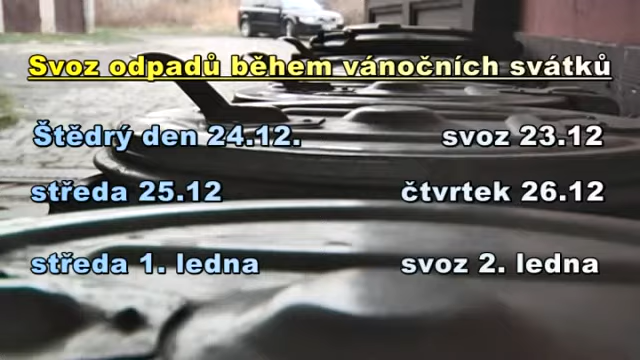 Svoz odpadů během vánočních svátků
Štědrý den 24.12. svoz 23.12
středa 25.12 čtvrtek 26.12
středa 1. ledna svoz 2. ledna